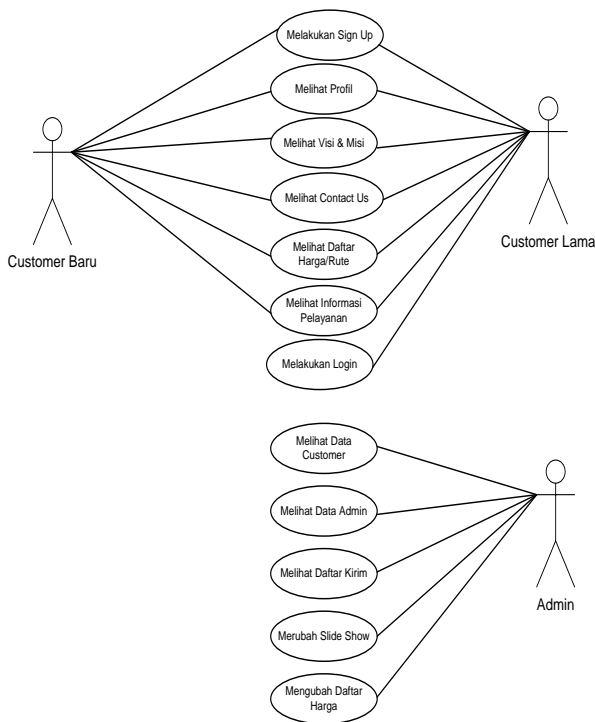 Melakukan Sign Up
Melihat Profil
Melihat Visi & Misi
Melihat Contact Us
Customer Baru
Customer Lama
Melihat Daftar
Harga/Rute
Melihat Informasi
Pelayanan
Melakukan Login
Melihat Data
Customer
Melihat Data Admin
Melihat Daftar Kirim
Admin
Merubah Slide Show
Mengubah Daftar
Harga